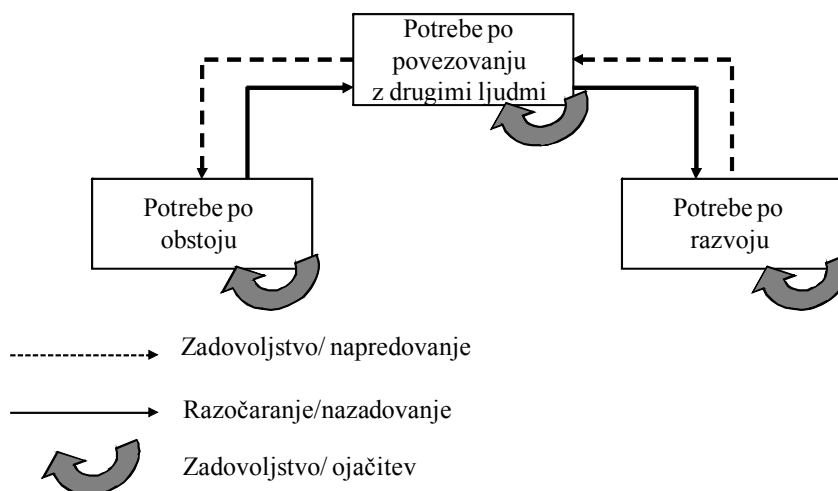 Potrebe po
povezovanju
z drugimi ljudmi
Potrebe po
obstoju
Potrebe po
razvoju
Zadovoljstvo/ napredovanje
Razočaranje/nazadovanje
Zadovoljstvo/ ojačitev